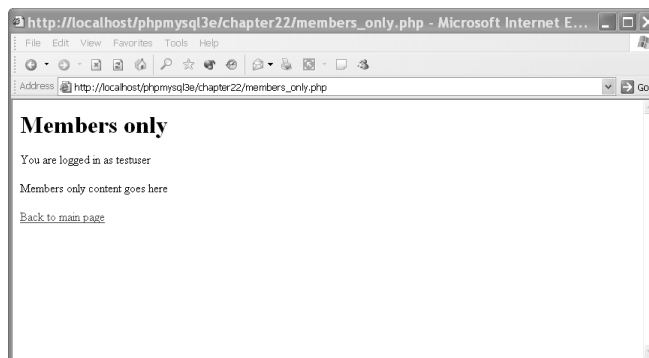 http://localhost/phpmysql3e/chapter22/members_only.php - Microsoft Internet E...
File Edit View Favorites Tools Help
Address http://localhost/phpmysql3e/chapter22/members_only.php Go
Members only
You are logged in as testuser
Members only content goes here
Back to main page